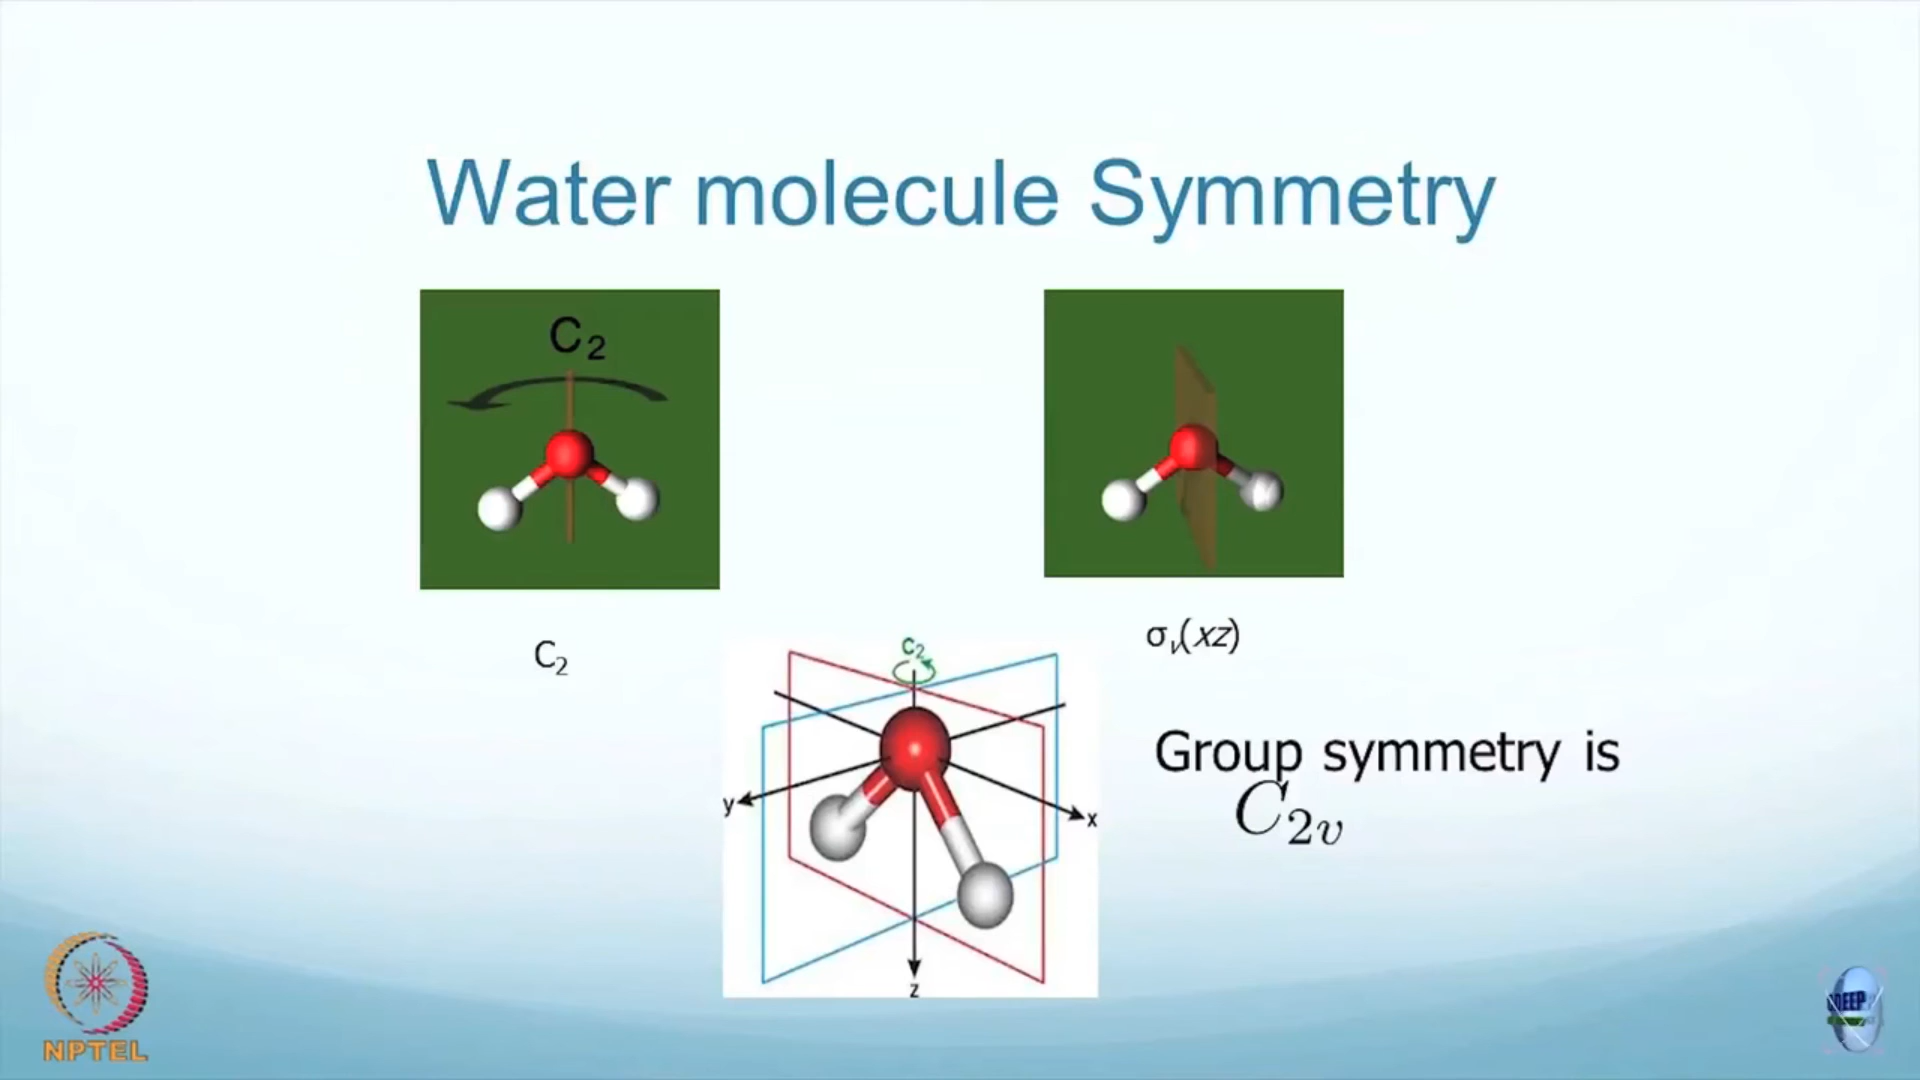 Water molecule Symmetry
C₂
C₂
σᵥ(xz)
C₂
y
x
z
Group symmetry is
C₂ᵥ
NPTEL